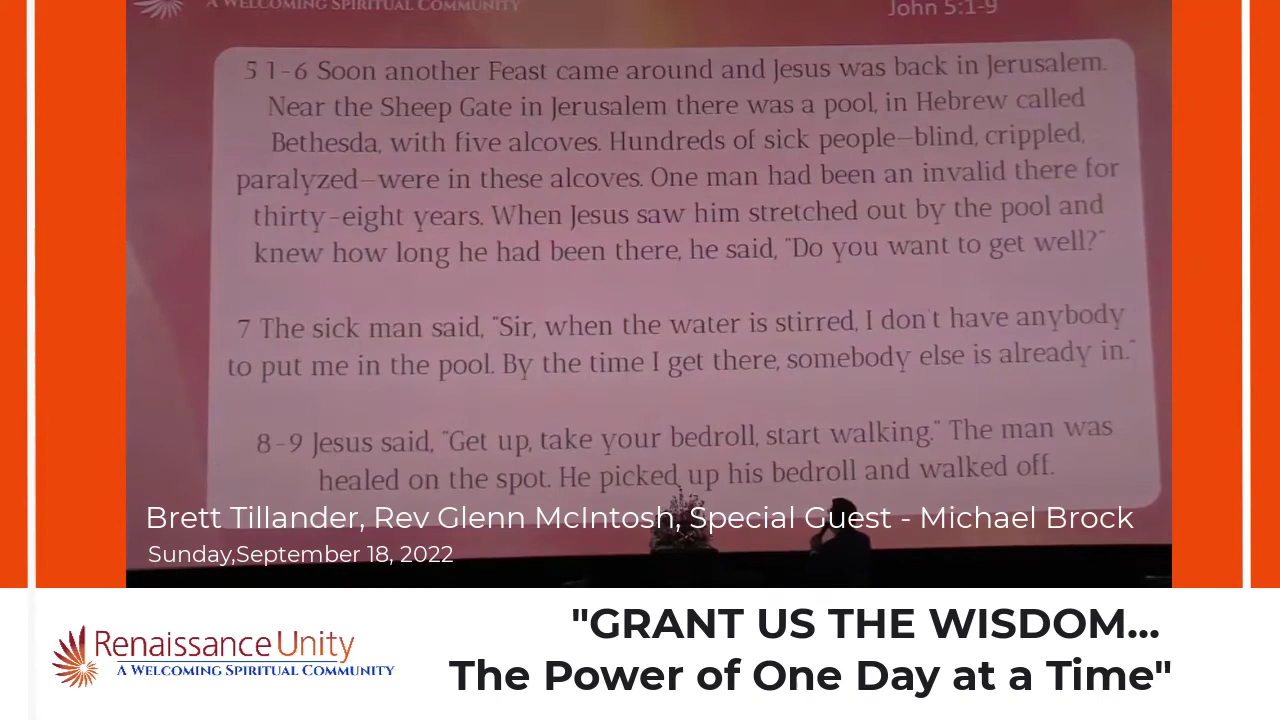 A Welcoming Spiritual Community
John 5:1-9
5 1-6 Soon another Feast came around and Jesus was back in Jerusalem.
Near the Sheep Gate in Jerusalem there was a pool, in Hebrew called
Bethesda, with five alcoves. Hundreds of sick people—blind, crippled,
paralyzed—were in these alcoves. One man had been an invalid there for
thirty-eight years. When Jesus saw him stretched out by the pool and
knew how long he had been there, he said, "Do you want to get well?"
7 The sick man said, "Sir, when the water is stirred, I don't have anybody
to put me in the pool. By the time I get there, somebody else is already in."
8-9 Jesus said, "Get up, take your bedroll, start walking." The man was
healed on the spot. He picked up his bedroll and walked off.
Brett Tillander, Rev Glenn McIntosh, Special Guest - Michael Brock
Sunday,September 18, 2022
Renaissance Unity
A Welcoming Spiritual Community
"GRANT US THE WISDOM...
The Power of One Day at a Time"